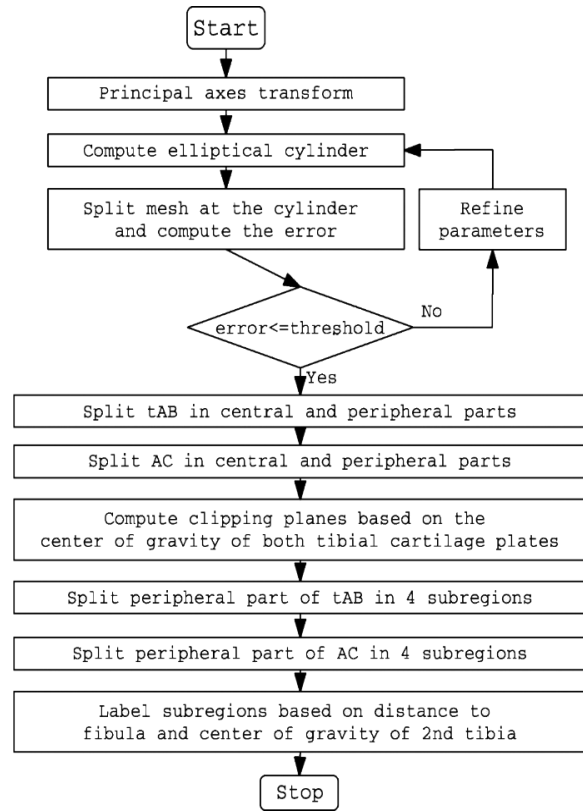 Start
Principal axes transform
Compute elliptical cylinder
Split mesh at the cylinder
and compute the error
Refine
parameters
error<=threshold
No
Yes
Split tAB in central and peripheral parts
Split AC in central and peripheral parts
Compute clipping planes based on the
center of gravity of both tibial cartilage plates
Split peripheral part of tAB in 4 subregions
Split peripheral part of AC in 4 subregions
Label subregions based on distance to
fibula and center of gravity of 2nd tibia
Stop